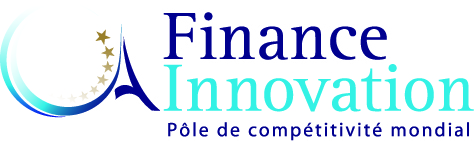 Finance
Innovation
Pôle de compétitivité mondial